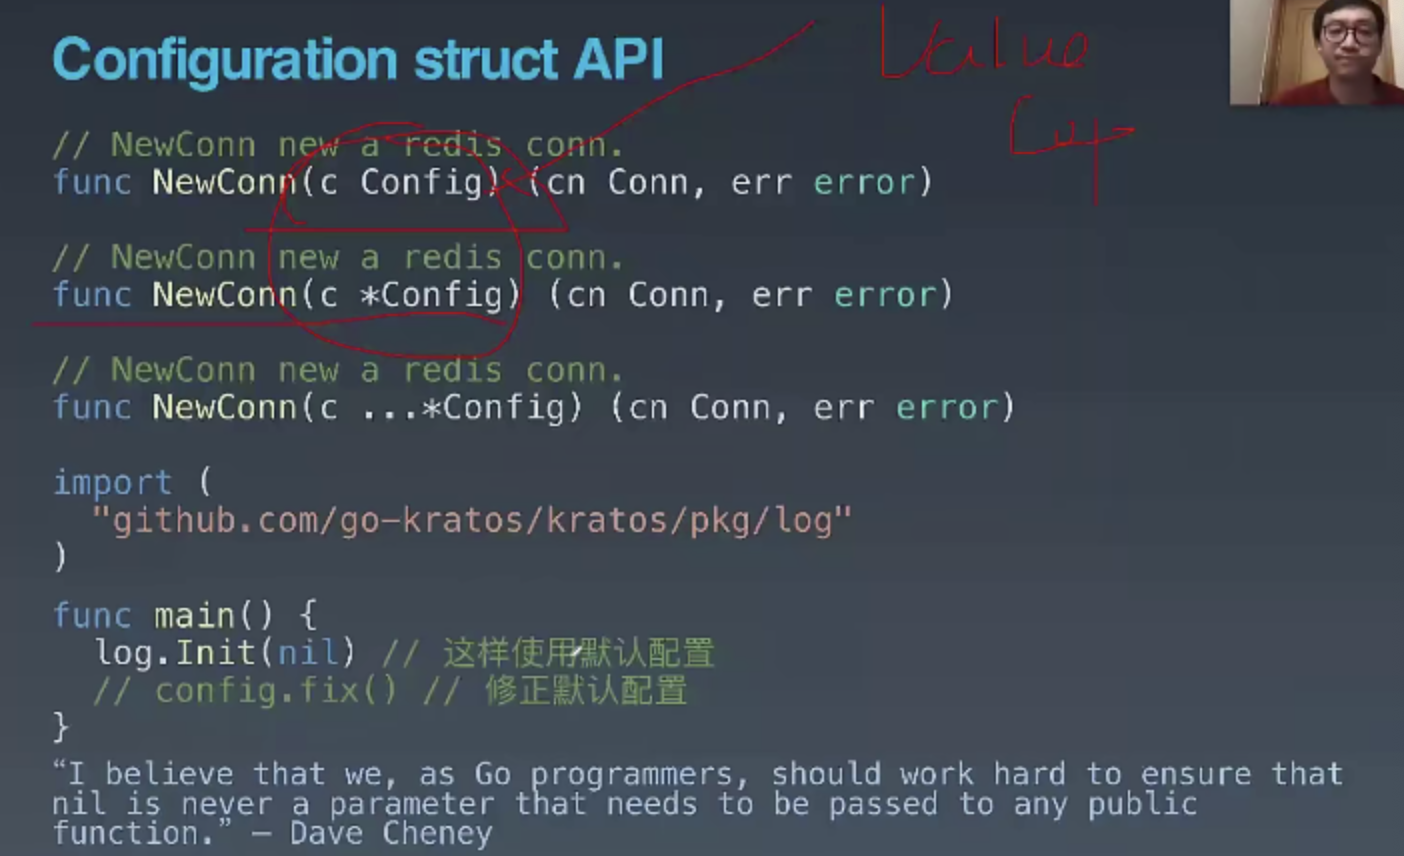 Configuration struct API
Value
Copy
// NewConn new a redis conn.
func NewConn(c Config) (cn Conn, err error)
// NewConn new a redis conn.
func NewConn(c *Config) (cn Conn, err error)
// NewConn new a redis conn.
func NewConn(c ...*Config) (cn Conn, err error)
import (
"github.com/go-kratos/kratos/pkg/log"
)
func main() {
log.Init(nil) // 这样使用默认配置
// config.fix() // 修正默认配置
}
“I believe that we, as Go programmers, should work hard to ensure that
nil is never a parameter that needs to be passed to any public
function.” — Dave Cheney